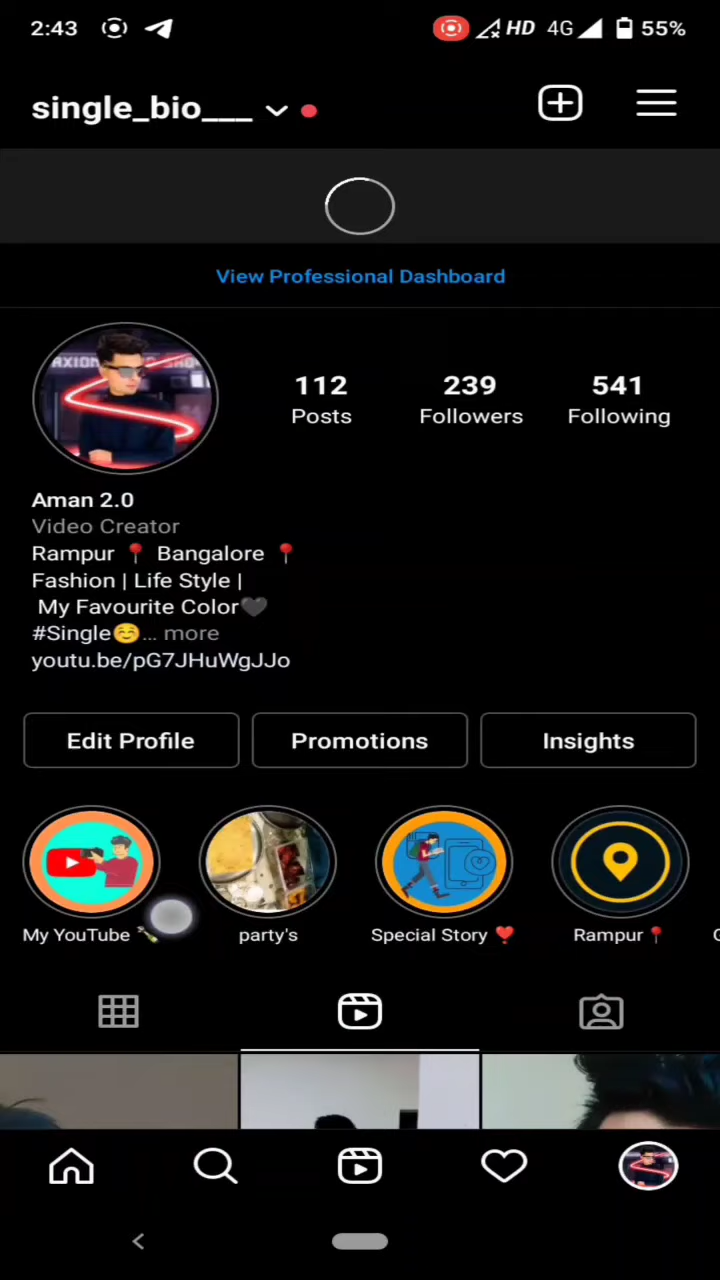 2:43 HD 4G 55%
single_bio___
View Professional Dashboard
112 239 541
Posts Followers Following
Aman 2.0
Video Creator
Rampur 📍 Bangalore 📍
Fashion | Life Style |
My Favourite Color🖤
#Single☺️... more
youtu.be/pG7JHuWgJJo
Edit Profile Promotions Insights
My YouTube 🍾 party's Special Story ❤️ Rampur📍